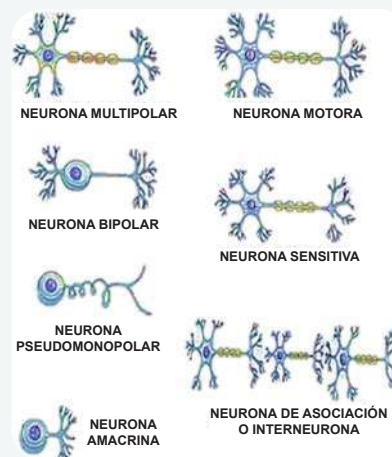 NEURONA MULTIPOLAR
NEURONA MOTORA
NEURONA BIPOLAR
NEURONA SENSITIVA
NEURONA
PSEUDOMONOPOLAR
NEURONA DE ASOCIACIÓN
O INTERNEURONA
NEURONA
AMACRINA